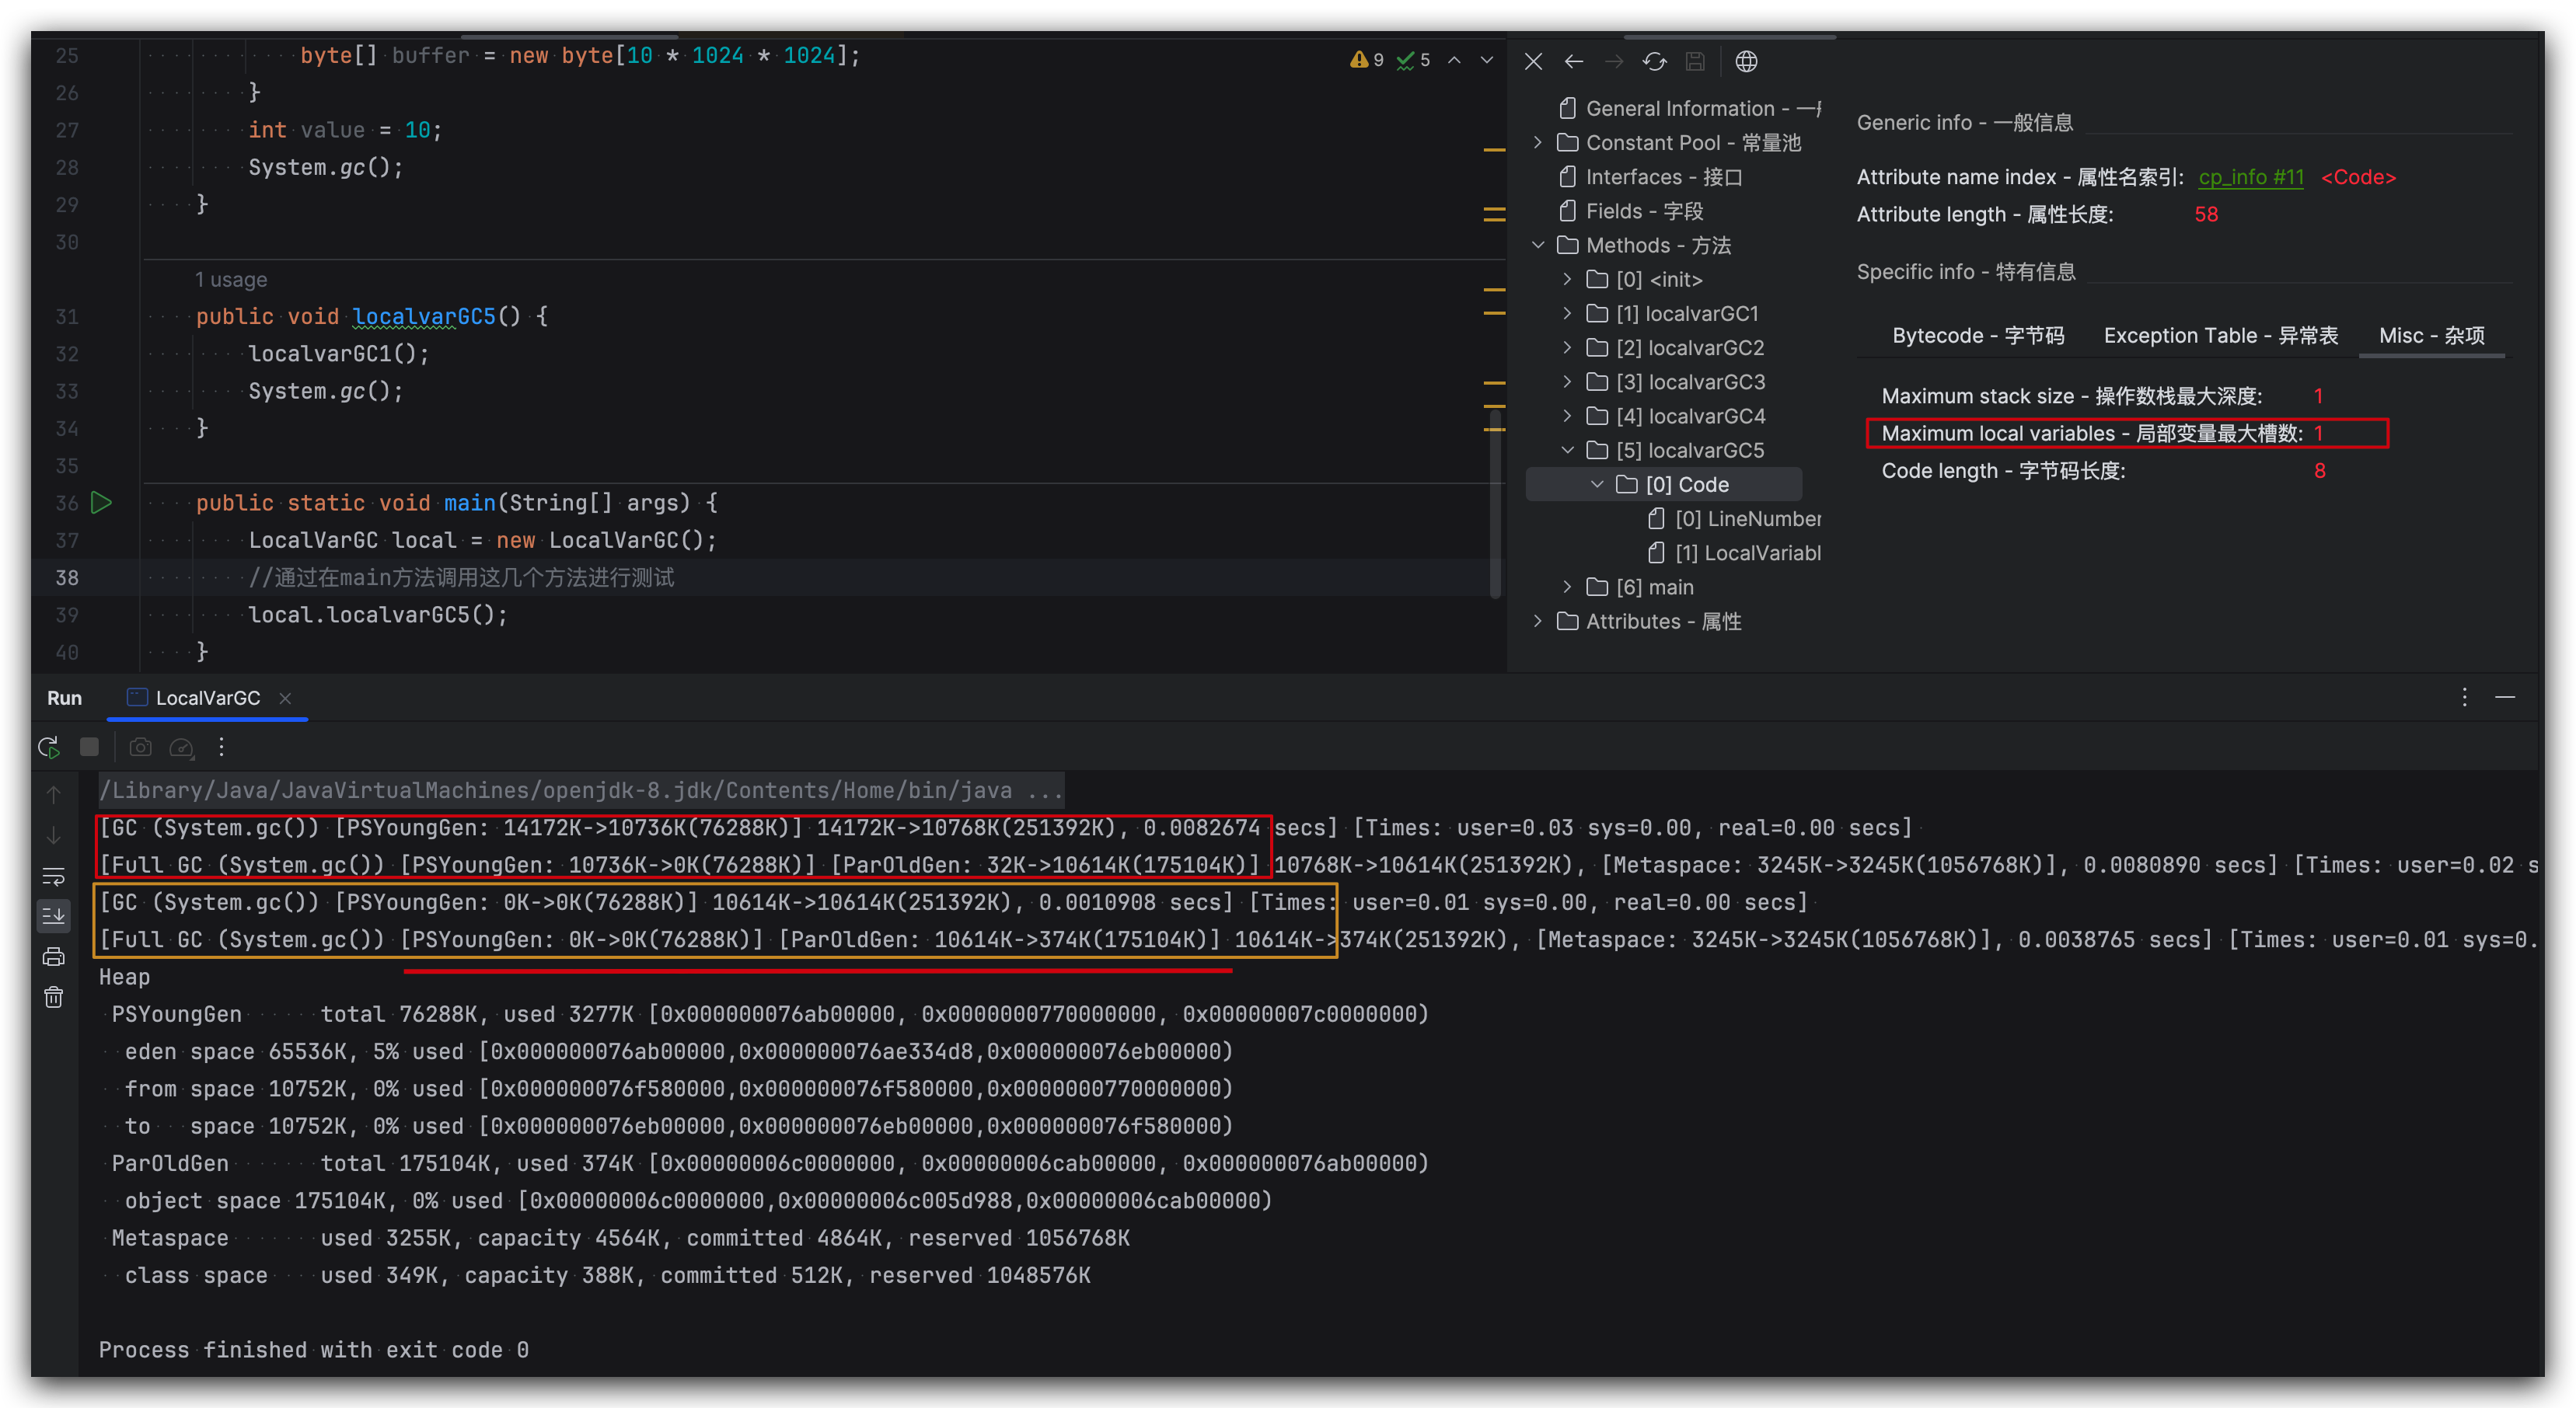 25 byte[] buffer = new byte[10 * 1024 * 1024];
26 }
27 int value = 10;
28 System.gc();
29 }
30
1 usage
31 public void localvarGC5() {
32 localvarGC1();
33 System.gc();
34 }
35
36 public static void main(String[] args) {
37 LocalVarGC local = new LocalVarGC();
38 //通过在main方法调用这几个方法进行测试
39 local.localvarGC5();
40 }
9 5
General Information - 一
Constant Pool - 常量池
Interfaces - 接口
Fields - 字段
Methods - 方法
[0] <init>
[1] localvarGC1
[2] localvarGC2
[3] localvarGC3
[4] localvarGC4
[5] localvarGC5
[0] Code
[0] LineNumber
[1] LocalVariabl
[6] main
Attributes - 属性
Generic info - 一般信息
Attribute name index - 属性名索引: cp_info #11 <Code>
Attribute length - 属性长度: 58
Specific info - 特有信息
Bytecode - 字节码 Exception Table - 异常表 Misc - 杂项
Maximum stack size - 操作数栈最大深度: 1
Maximum local variables - 局部变量最大槽数: 1
Code length - 字节码长度: 8
Run LocalVarGC
/Library/Java/JavaVirtualMachines/openjdk-8.jdk/Contents/Home/bin/java ...
[GC (System.gc()) [PSYoungGen: 14172K->10736K(76288K)] 14172K->10768K(251392K), 0.0082674 secs] [Times: user=0.03 sys=0.00, real=0.00 secs]
[Full GC (System.gc()) [PSYoungGen: 10736K->0K(76288K)] [ParOldGen: 32K->10614K(175104K)] 10768K->10614K(251392K), [Metaspace: 3245K->3245K(1056768K)], 0.0080890 secs] [Times: user=0.02 s
[GC (System.gc()) [PSYoungGen: 0K->0K(76288K)] 10614K->10614K(251392K), 0.0010908 secs] [Times: user=0.01 sys=0.00, real=0.00 secs]
[Full GC (System.gc()) [PSYoungGen: 0K->0K(76288K)] [ParOldGen: 10614K->374K(175104K)] 10614K->374K(251392K), [Metaspace: 3245K->3245K(1056768K)], 0.0038765 secs] [Times: user=0.01 sys=0.
Heap
PSYoungGen total 76288K, used 3277K [0x000000076ab00000, 0x0000000770000000, 0x00000007c0000000)
eden space 65536K, 5% used [0x000000076ab00000,0x000000076ae334d8,0x000000076eb00000)
from space 10752K, 0% used [0x000000076f580000,0x000000076f580000,0x0000000770000000)
to space 10752K, 0% used [0x000000076eb00000,0x000000076eb00000,0x000000076f580000)
ParOldGen total 175104K, used 374K [0x00000006c0000000, 0x00000006cab00000, 0x000000076ab00000)
object space 175104K, 0% used [0x00000006c0000000,0x00000006c005d988,0x00000006cab00000)
Metaspace used 3255K, capacity 4564K, committed 4864K, reserved 1056768K
class space used 349K, capacity 388K, committed 512K, reserved 1048576K
Process finished with exit code 0